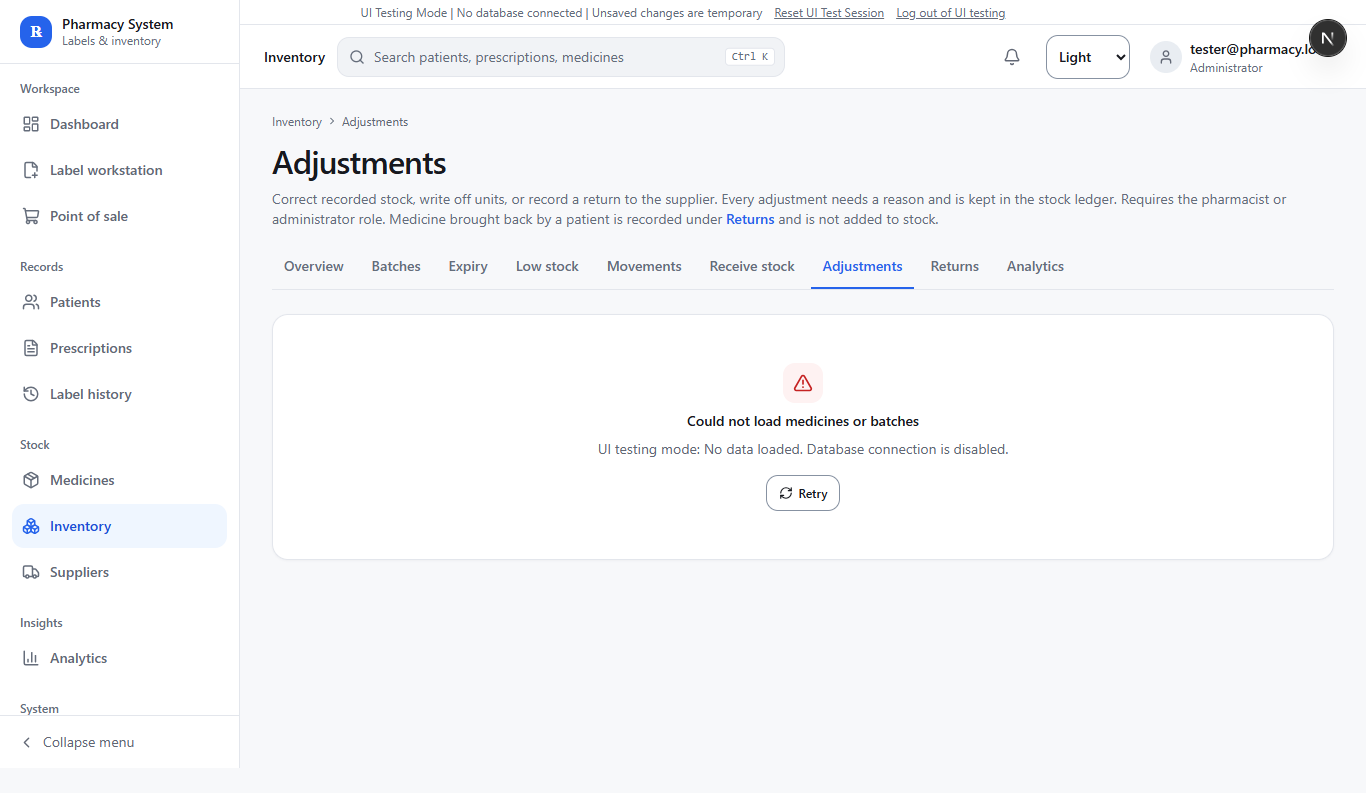 UI Testing Mode | No database connected | Unsaved changes are temporary Reset UI Test Session Log out of UI testing
Pharmacy System
Labels & inventory
Inventory
Search patients, prescriptions, medicines
Ctrl K
Light
tester@pharmacy.lo
Administrator
N
Workspace
Dashboard
Label workstation
Point of sale
Records
Patients
Prescriptions
Label history
Stock
Medicines
Inventory
Suppliers
Insights
Analytics
System
Collapse menu
Inventory > Adjustments
Adjustments
Correct recorded stock, write off units, or record a return to the supplier. Every adjustment needs a reason and is kept in the stock ledger. Requires the pharmacist or
administrator role. Medicine brought back by a patient is recorded under Returns and is not added to stock.
Overview Batches Expiry Low stock Movements Receive stock Adjustments Returns Analytics
Could not load medicines or batches
UI testing mode: No data loaded. Database connection is disabled.
Retry